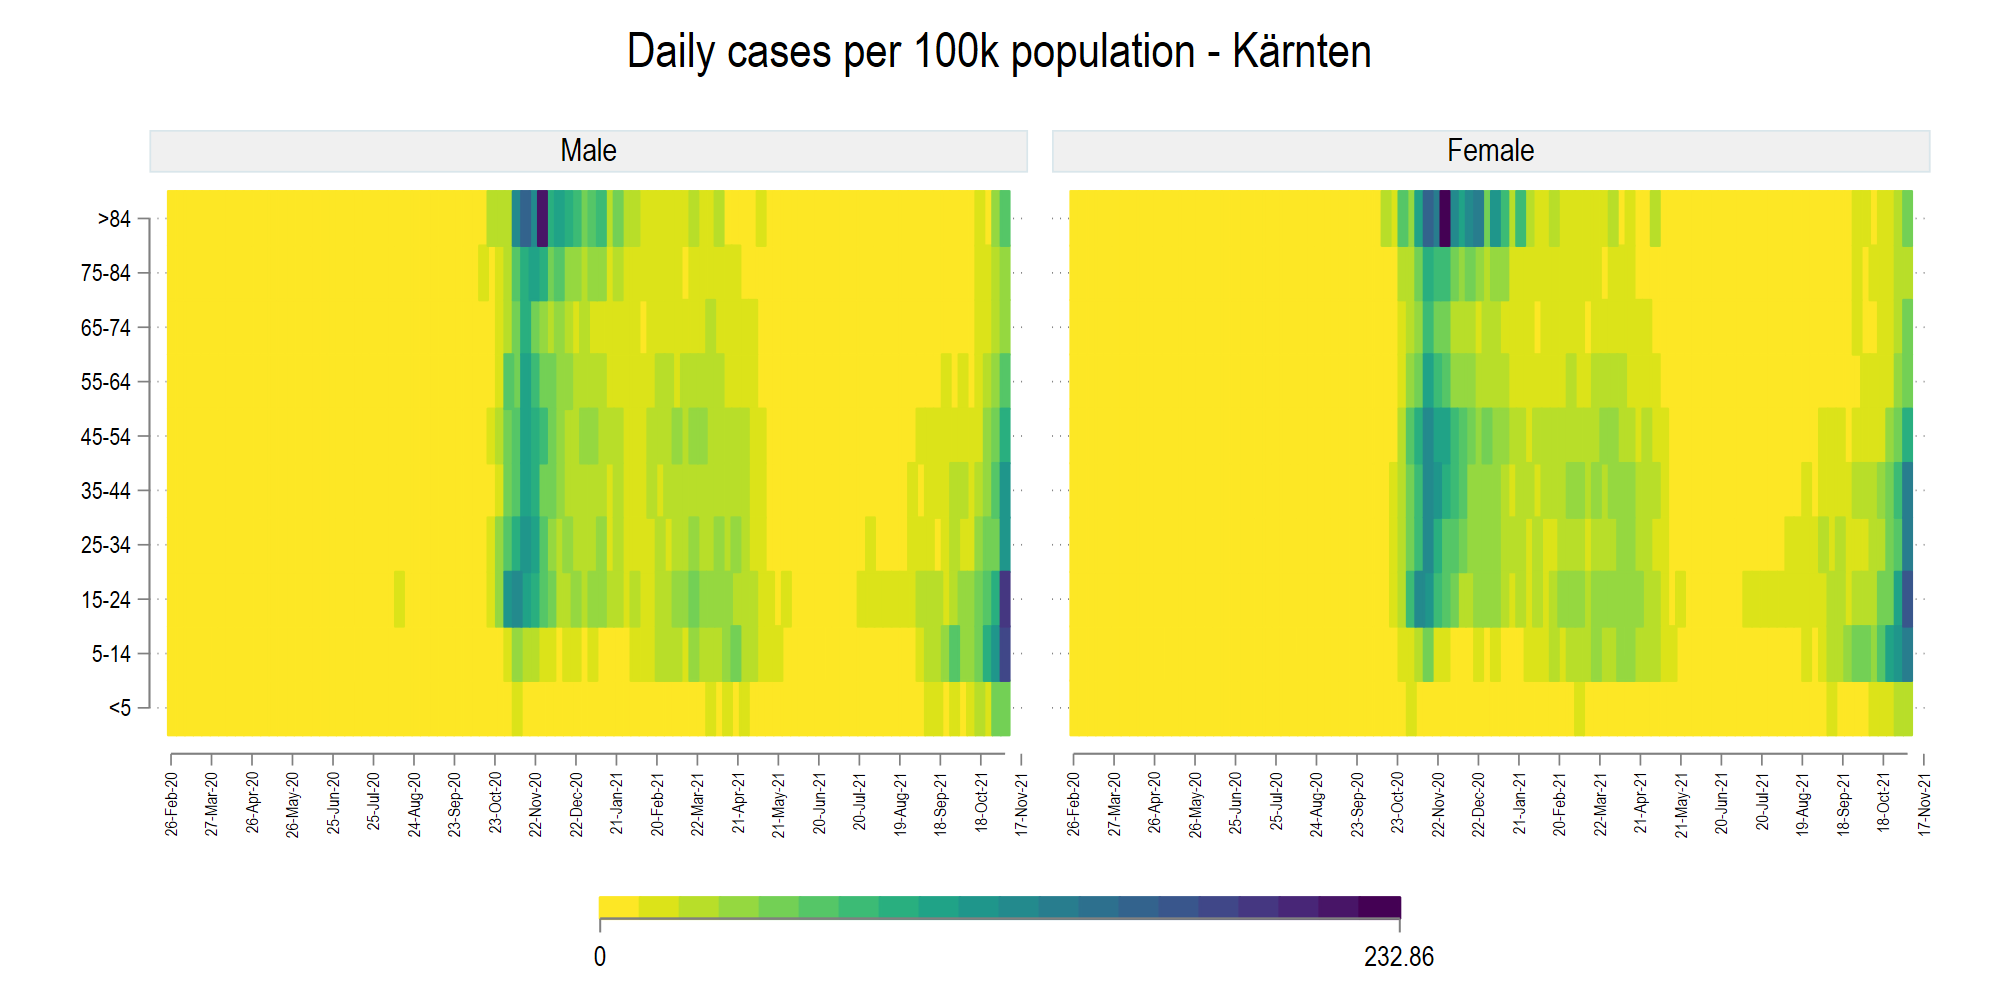 Daily cases per 100k population - Kärnten
Male
Female
>84
75-84
65-74
55-64
45-54
35-44
25-34
15-24
5-14
<5
26-Feb-20
27-Mar-20
26-Apr-20
26-May-20
25-Jun-20
25-Jul-20
24-Aug-20
23-Sep-20
23-Oct-20
22-Nov-20
22-Dec-20
21-Jan-21
20-Feb-21
22-Mar-21
21-Apr-21
21-May-21
20-Jun-21
20-Jul-21
19-Aug-21
18-Sep-21
18-Oct-21
17-Nov-21
26-Feb-20
27-Mar-20
26-Apr-20
26-May-20
25-Jun-20
25-Jul-20
24-Aug-20
23-Sep-20
23-Oct-20
22-Nov-20
22-Dec-20
21-Jan-21
20-Feb-21
22-Mar-21
21-Apr-21
21-May-21
20-Jun-21
20-Jul-21
19-Aug-21
18-Sep-21
18-Oct-21
17-Nov-21
0
232.86